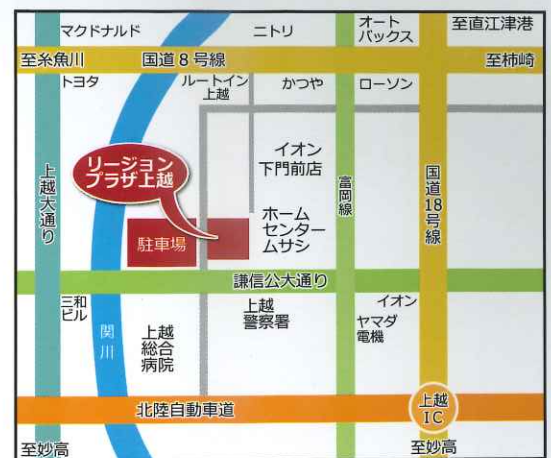 マクドナルド
ニトリ
オート
バックス
至直江津港
至糸魚川
国道8号線
至柿崎
トヨタ
ルートイン
上越
かつや
ローソン
イオン
下門前店
リージョン
プラザ上越
上越大通り
富岡線
国道18号線
ホーム
センター
ムサシ
駐車場
謙信公大通り
三和
ビル
関川
上越
総合
病院
上越
警察署
イオン
ヤマダ
電機
北陸自動車道
上越
IC
至妙高
至妙高